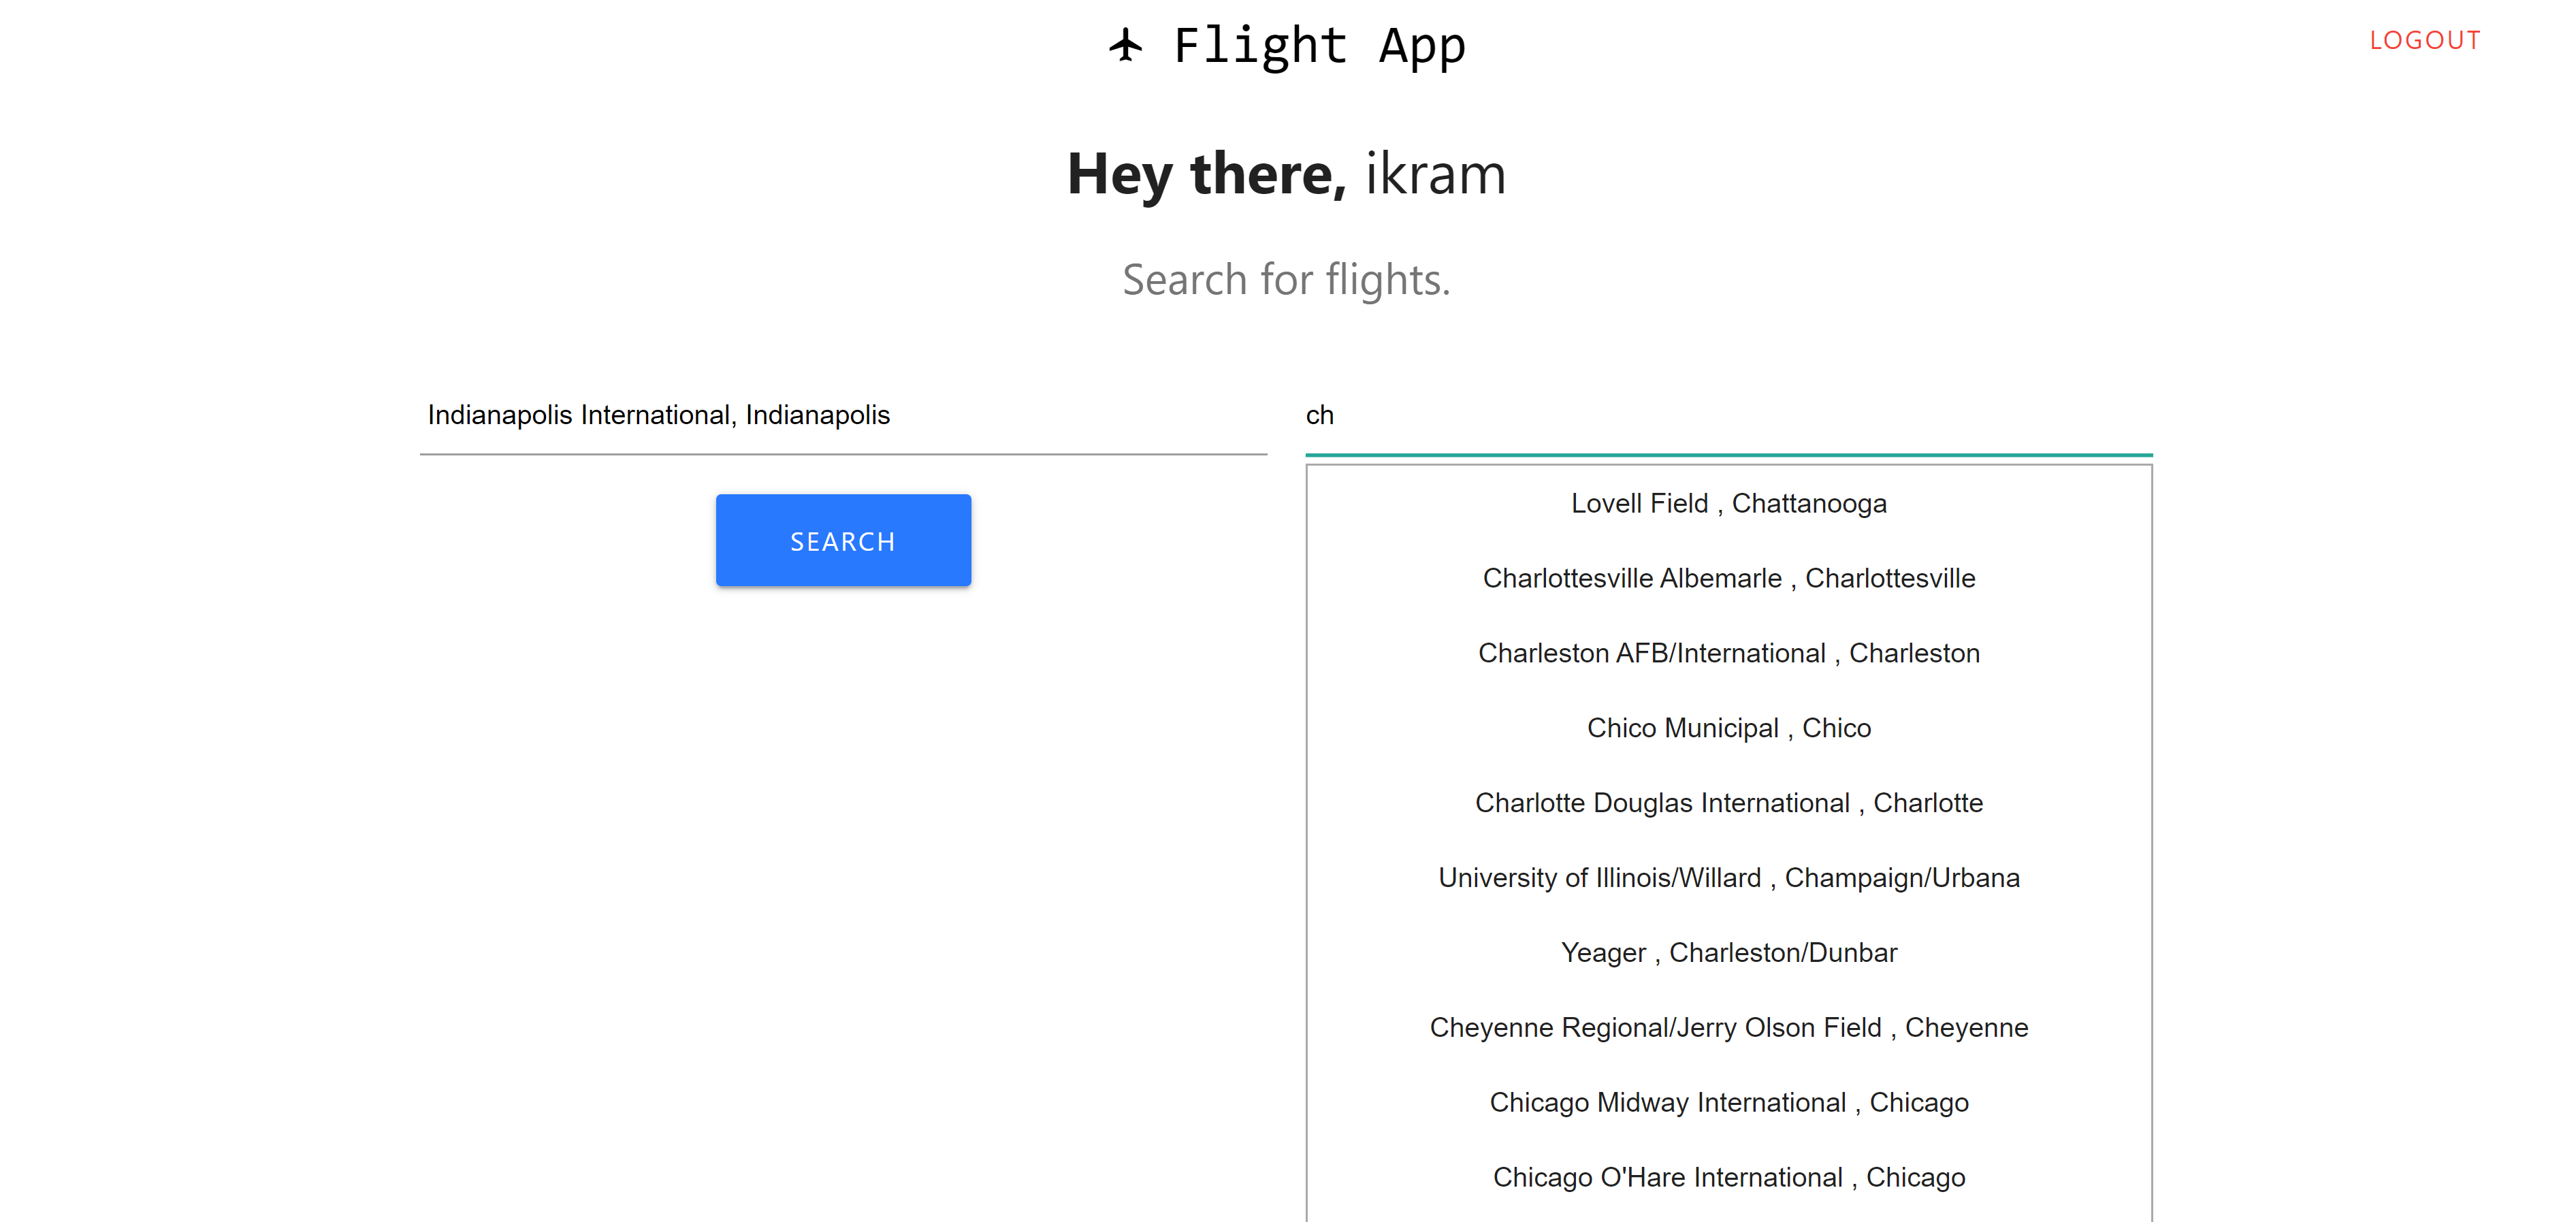 Flight App
LOGOUT
Hey there, ikram
Search for flights.
Indianapolis International, Indianapolis
ch
SEARCH
Lovell Field , Chattanooga
Charlottesville Albemarle , Charlottesville
Charleston AFB/International , Charleston
Chico Municipal , Chico
Charlotte Douglas International , Charlotte
University of Illinois/Willard , Champaign/Urbana
Yeager , Charleston/Dunbar
Cheyenne Regional/Jerry Olson Field , Cheyenne
Chicago Midway International , Chicago
Chicago O'Hare International , Chicago